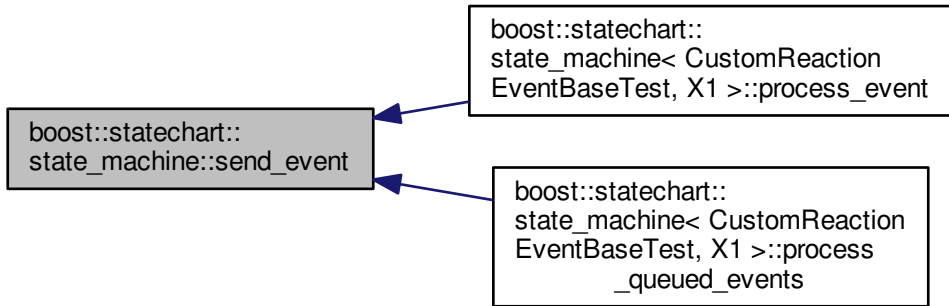 boost::statechart::
state_machine::send_event
boost::statechart::
state_machine< CustomReaction
EventBaseTest, X1 >::process_event
boost::statechart::
state_machine< CustomReaction
EventBaseTest, X1 >::process
_queued_events